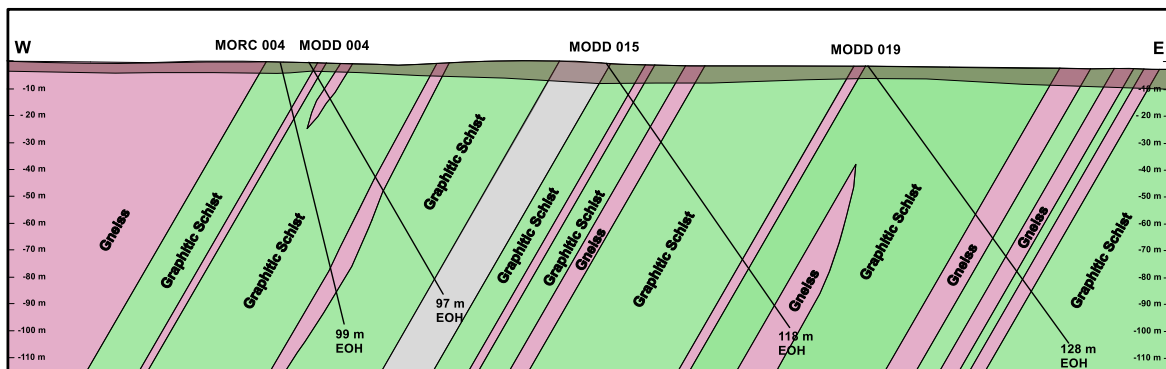 W
MORC 004
MODD 004
MODD 015
MODD 019
E
-10 m
-20 m
-30 m
-40 m
-50 m
-60 m
-70 m
-80 m
-90 m
-100 m
-110 m
Gneiss
Graphitic Schist
Graphitic Schist
Graphitic Schist
Graphitic Schist
Graphitic Schist
Gneiss
Graphitic Schist
Gneiss
Graphitic Schist
Gneiss
Gneiss
Graphitic Schist
99 m
EOH
97 m
EOH
118 m
EOH
128 m
EOH
-10 m
-20 m
-30 m
-40 m
-50 m
-60 m
-70 m
-80 m
-90 m
-100 m
-110 m